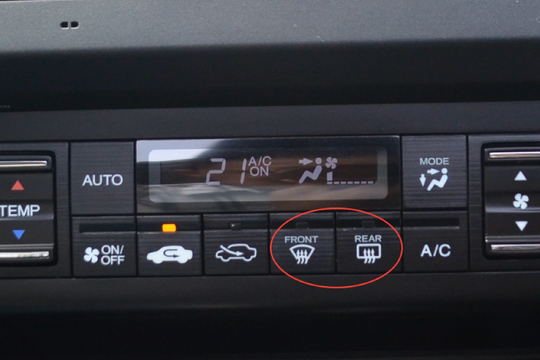 21 A/C ON
AUTO
MODE
TEMP
ON/OFF
FRONT
REAR
A/C